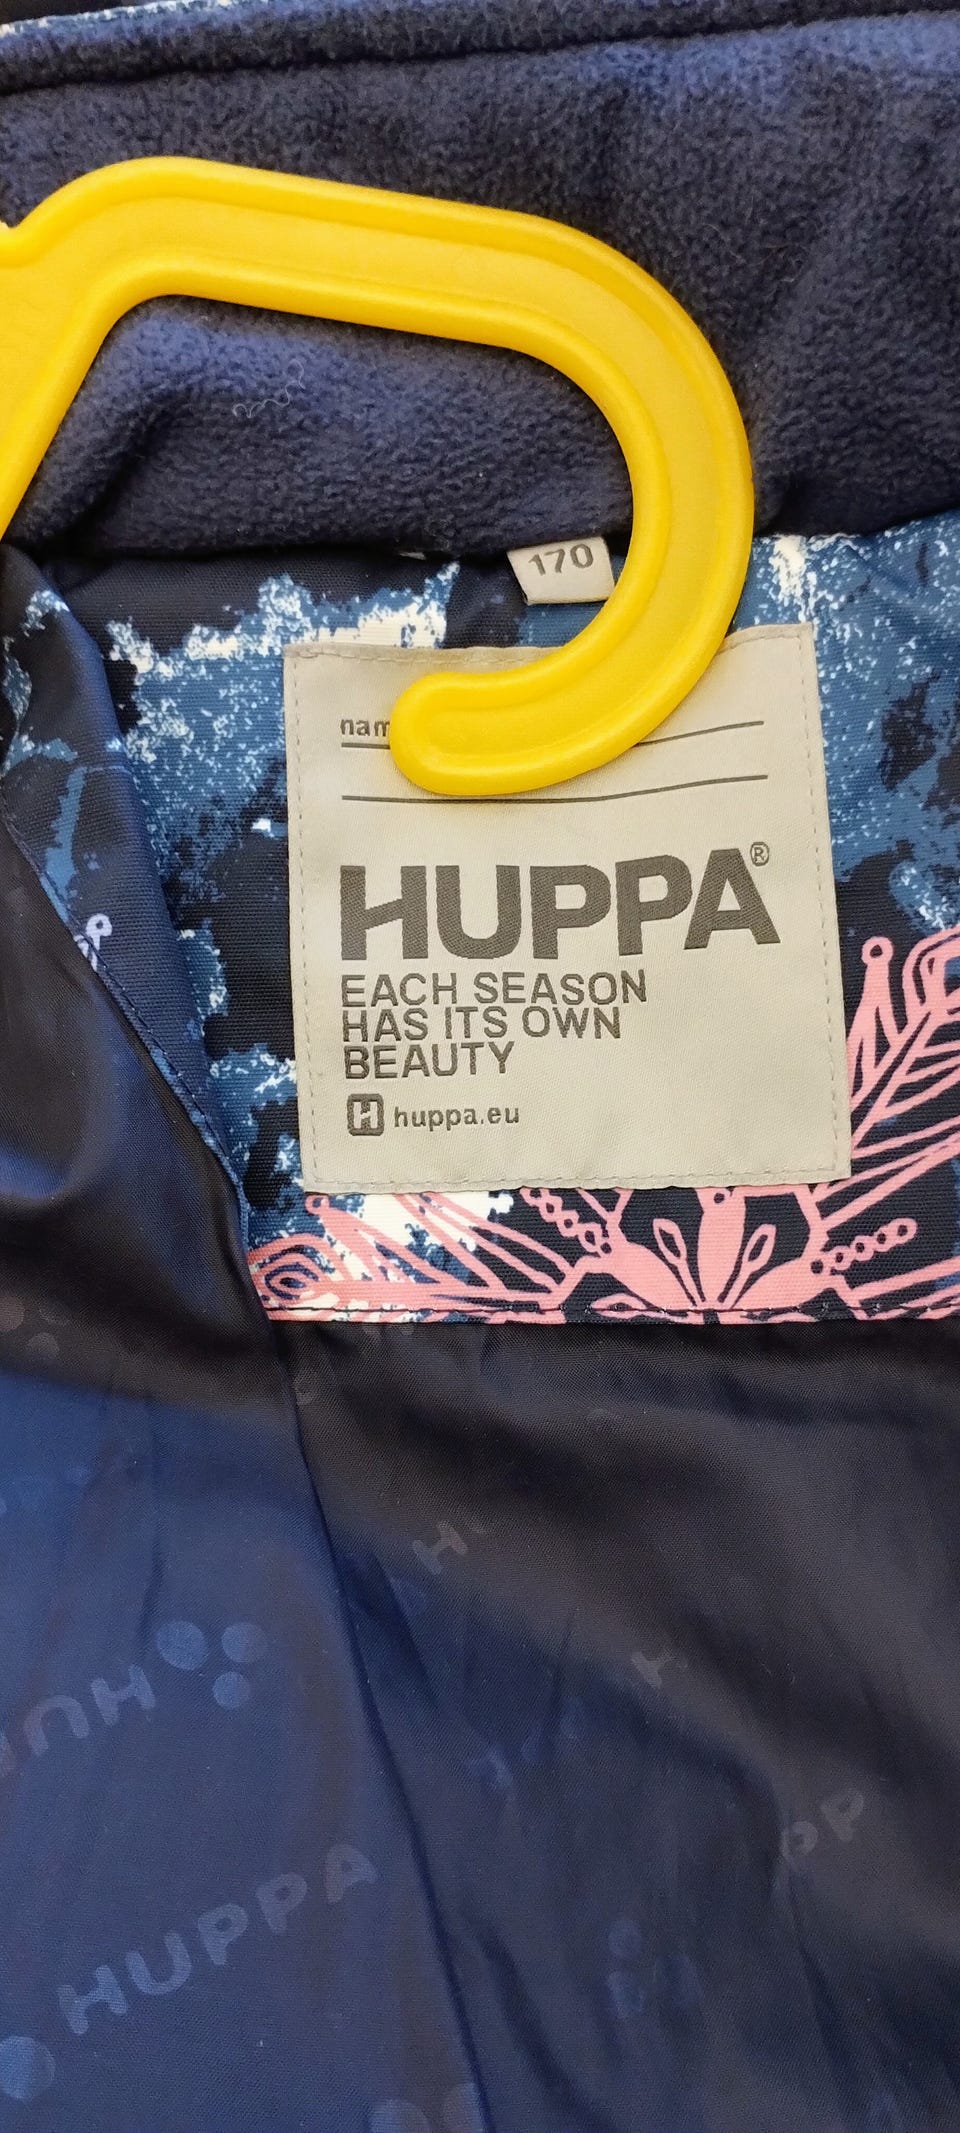 170
HUPPA®
EACH SEASON
HAS ITS OWN
BEAUTY
H huppa.eu
HUPPA